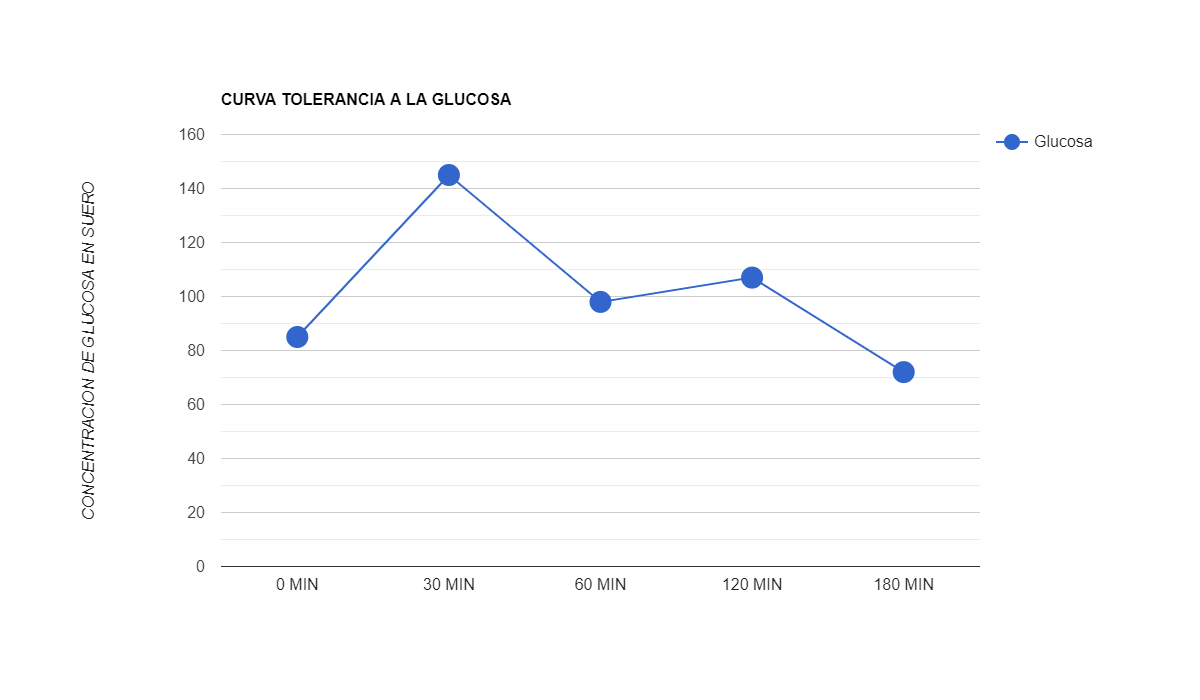 CURVA TOLERANCIA A LA GLUCOSA
Glucosa
CONCENTRACION DE GLUCOSA EN SUERO
160
140
120
100
80
60
40
20
0
0 MIN
30 MIN
60 MIN
120 MIN
180 MIN